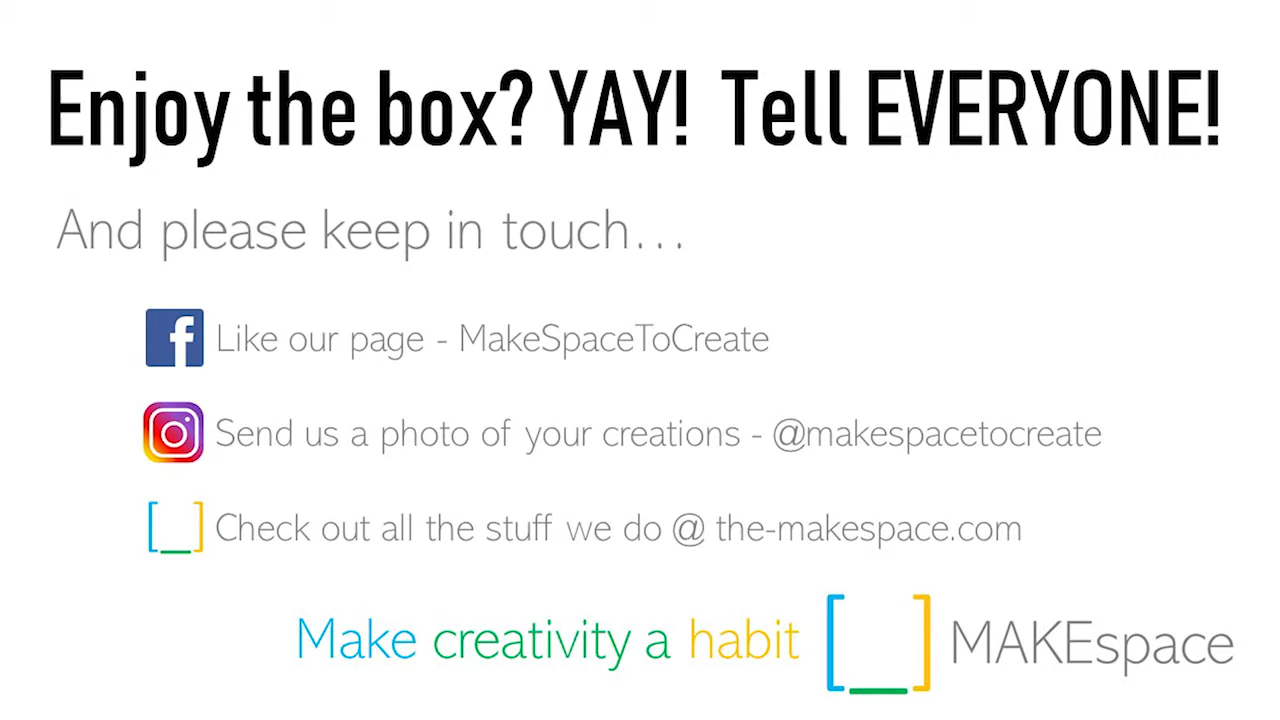 Enjoy the box? YAY! Tell EVERYONE!
And please keep in touch...
Like our page - MakeSpaceToCreate
Send us a photo of your creations - @makespacetocreate
Check out all the stuff we do @ the-makespace.com
Make creativity a habit [_] MAKEspace